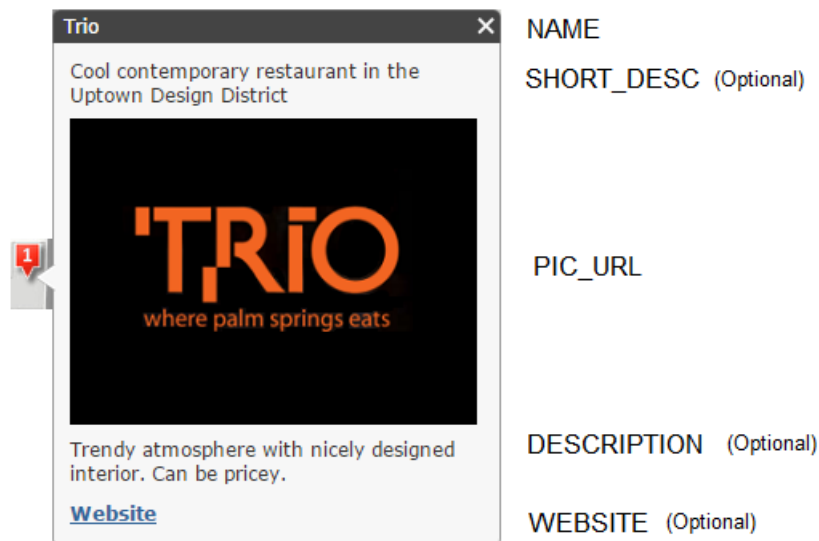 Trio
NAME
Cool contemporary restaurant in the
Uptown Design District
SHORT_DESC (Optional)
1
TRiO
where palm springs eats
PIC_URL
Trendy atmosphere with nicely designed
interior. Can be pricey.
DESCRIPTION (Optional)
Website
WEBSITE (Optional)